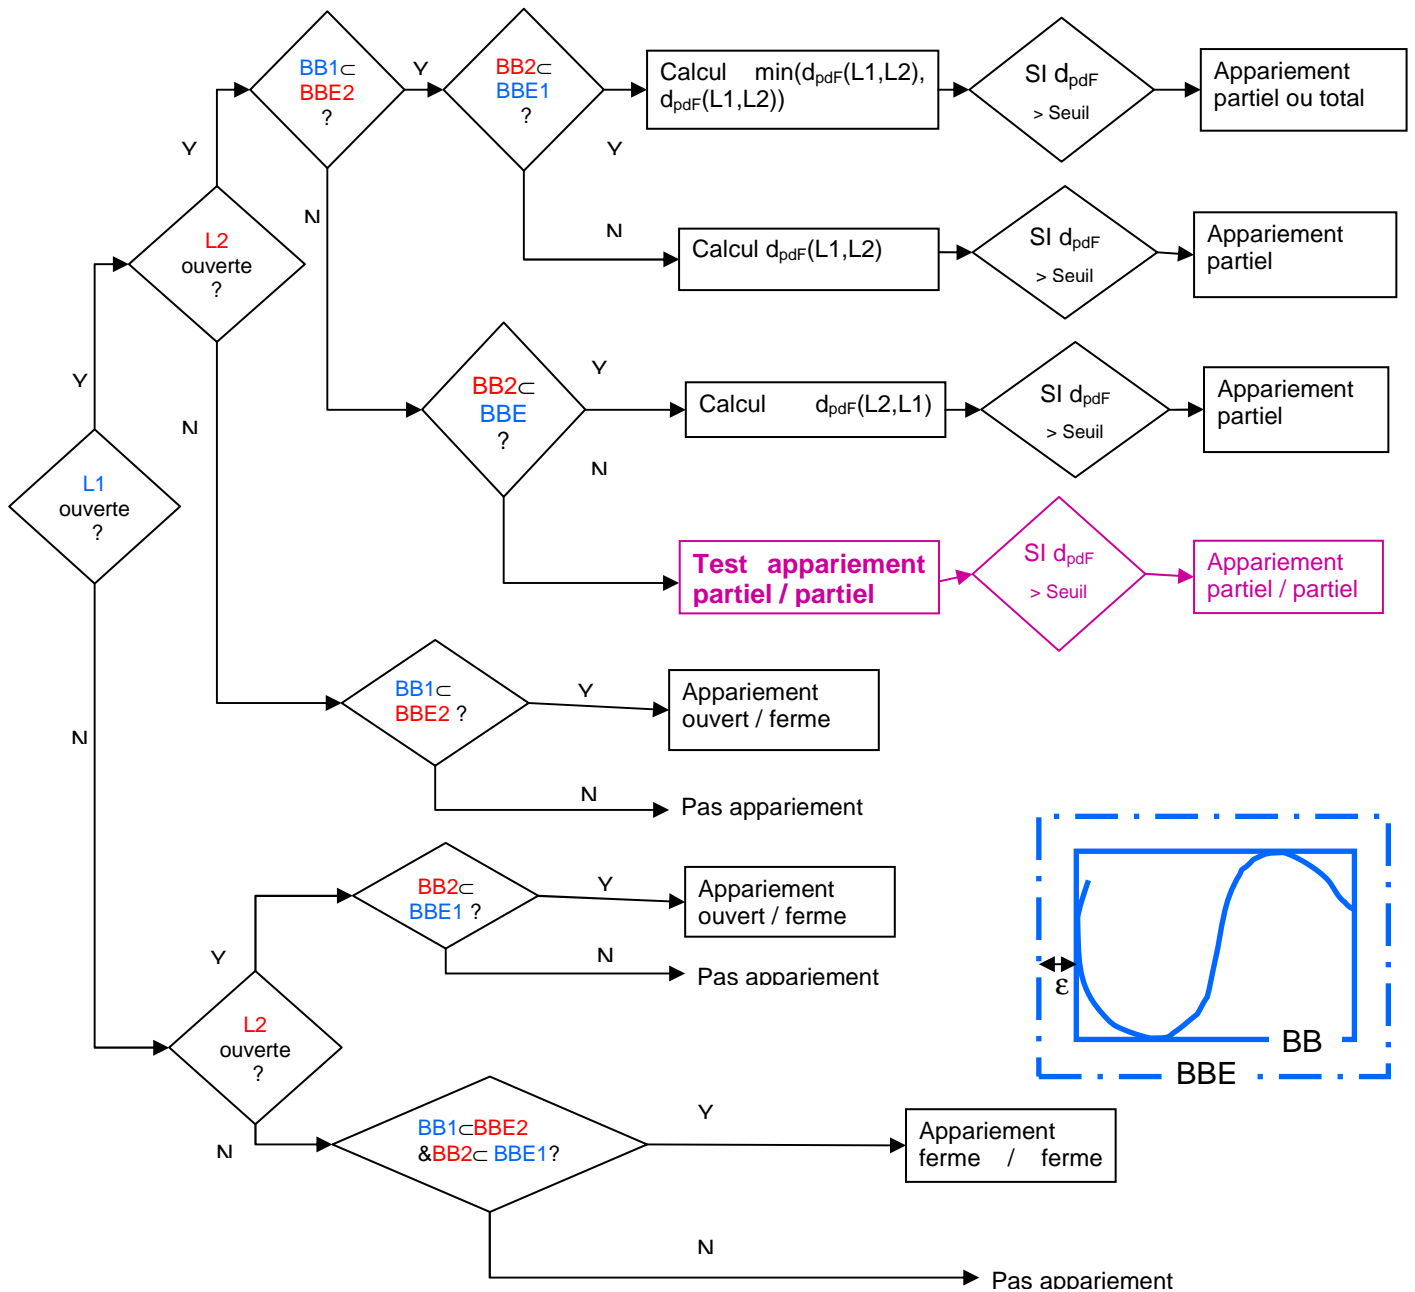 BB1⊂
BBE2
?
Y
BB2⊂
BBE1
?
Y
Calcul min(dpdF(L1,L2),
dpdF(L1,L2))
SI dpdF
> Seuil
Appariement
partiel ou total
Y
N
L2
ouverte
?
N
Calcul dpdF(L1,L2)
SI dpdF
> Seuil
Appariement
partiel
Y
N
BB2⊂
BBE
?
Y
N
Calcul dpdF(L2,L1)
SI dpdF
> Seuil
Appariement
partiel
L1
ouverte
?
Test appariement
partiel / partiel
SI dpdF
> Seuil
Appariement
partiel / partiel
N
BB1⊂
BBE2 ?
Y
Appariement
ouvert / ferme
N
Pas appariement
BB2⊂
BBE1 ?
Y
Appariement
ouvert / ferme
N
Pas appariement
Y
L2
ouverte
?
N
ε
BB
BBE
BB1⊂BBE2
&BB2⊂ BBE1?
Y
Appariement
ferme / ferme
N
Pas appariement